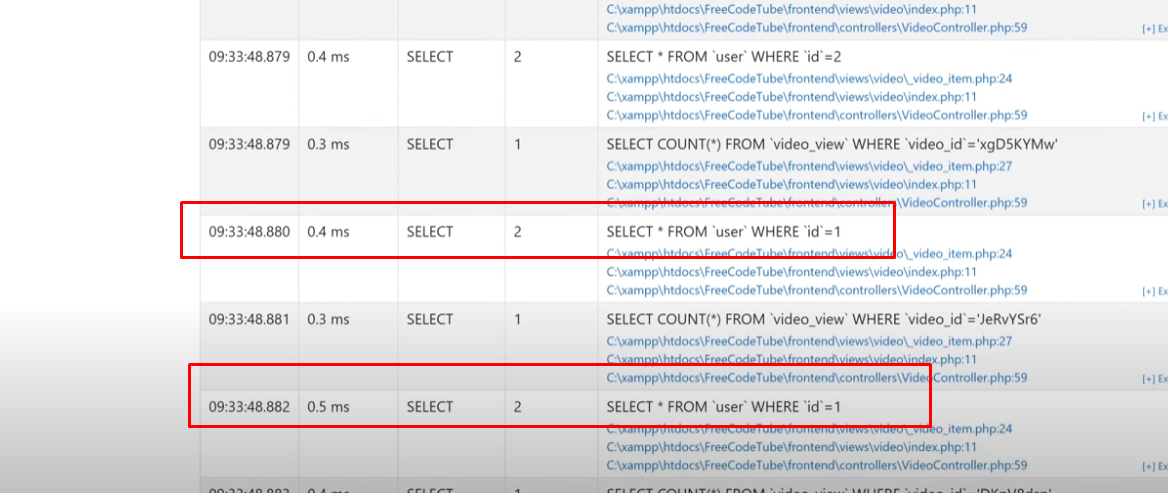 C:\xampp\htdocs\FreeCodeTube\frontend\views\video\index.php:11
C:\xampp\htdocs\FreeCodeTube\frontend\controllers\VideoController.php:59
[+] Ex
09:33:48.879 0.4 ms SELECT 2 SELECT * FROM `user` WHERE `id`=2
C:\xampp\htdocs\FreeCodeTube\frontend\views\video\_video_item.php:24
C:\xampp\htdocs\FreeCodeTube\frontend\views\video\index.php:11
C:\xampp\htdocs\FreeCodeTube\frontend\controllers\VideoController.php:59
[+] Ex
09:33:48.879 0.3 ms SELECT 1 SELECT COUNT(*) FROM `video_view` WHERE `video_id`='xgD5KYMw'
C:\xampp\htdocs\FreeCodeTube\frontend\views\video\_video_item.php:27
C:\xampp\htdocs\FreeCodeTube\frontend\views\video\index.php:11
C:\xampp\htdocs\FreeCodeTube\frontend\controllers\VideoController.php:59
[+] Ex
09:33:48.880 0.4 ms SELECT 2 SELECT * FROM `user` WHERE `id`=1
C:\xampp\htdocs\FreeCodeTube\frontend\views\video\_video_item.php:24
C:\xampp\htdocs\FreeCodeTube\frontend\views\video\index.php:11
C:\xampp\htdocs\FreeCodeTube\frontend\controllers\VideoController.php:59
[+] Ex
09:33:48.881 0.3 ms SELECT 1 SELECT COUNT(*) FROM `video_view` WHERE `video_id`='JeRvYSr6'
C:\xampp\htdocs\FreeCodeTube\frontend\views\video\_video_item.php:27
C:\xampp\htdocs\FreeCodeTube\frontend\views\video\index.php:11
C:\xampp\htdocs\FreeCodeTube\frontend\controllers\VideoController.php:59
[+] Ex
09:33:48.882 0.5 ms SELECT 2 SELECT * FROM `user` WHERE `id`=1
C:\xampp\htdocs\FreeCodeTube\frontend\views\video\_video_item.php:24
C:\xampp\htdocs\FreeCodeTube\frontend\views\video\index.php:11
C:\xampp\htdocs\FreeCodeTube\frontend\controllers\VideoController.php:59
[+] Ex
SELECT 1 SELECT COUNT(*) FROM `video_view` WHERE `video_id`=